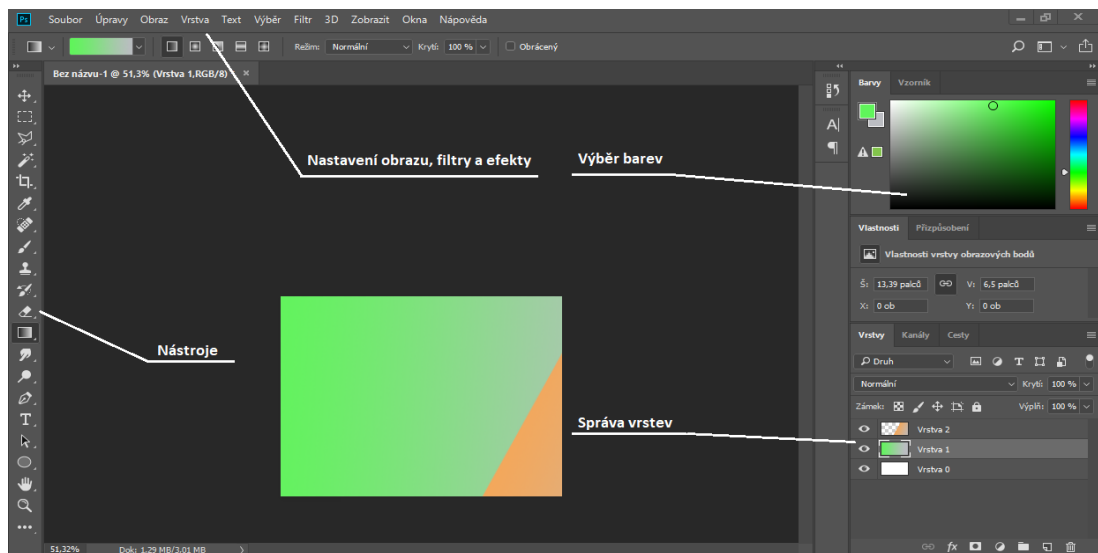 Ps Soubor Úpravy Obraz Vrstva Text Výběr Filtr 3D Zobrazit Okna Nápověda
Režim: Normální Krytí: 100 % Obrácený
Bez názvu-1 @ 51,3% (Vrstva 1,RGB/8)
Nastavení obrazu, filtry a efekty
Výběr barev
Nástroje
Správa vrstev
51,32% Dok: 1,29 MB/3,01 MB
Barvy Vzorník
Vlastnosti Přizpůsobení
Vlastnosti vrstvy obrazových bodů
Š: 13,39 palců V: 6,5 palců
X: 0 ob Y: 0 ob
Vrstvy Kanály Cesty
Druh
Normální Krytí: 100 %
Zámek: Výplň: 100 %
Vrstva 2
Vrstva 1
Vrstva 0
fx